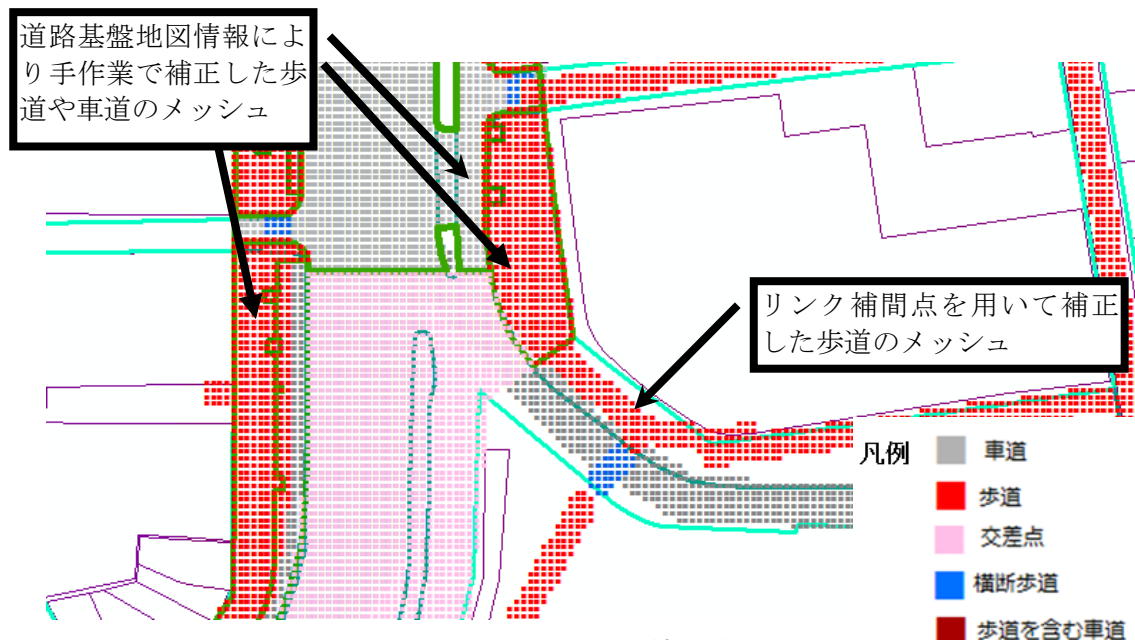 道路基盤地図情報によ
り手作業で補正した歩
道や車道のメッシュ
リンク補間点を用いて補正
した歩道のメッシュ
凡例
車道
歩道
交差点
横断歩道
歩道を含む車道